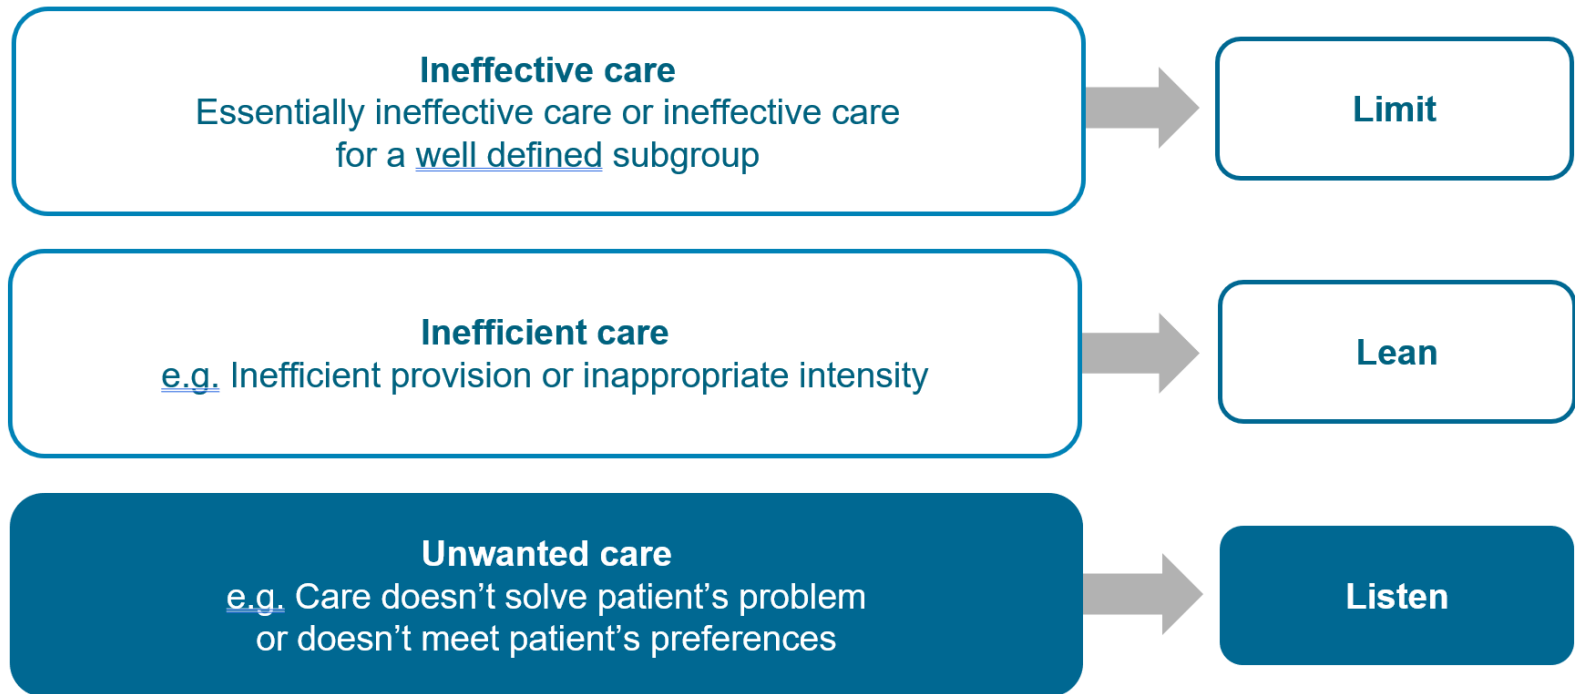 Ineffective care
Essentially ineffective care or ineffective care
for a well defined subgroup
Limit
Inefficient care
e.g. Inefficient provision or inappropriate intensity
Lean
Unwanted care
e.g. Care doesn’t solve patient’s problem
or doesn’t meet patient’s preferences
Listen